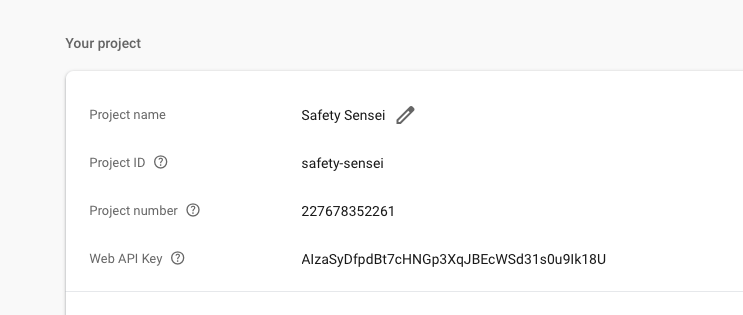 Your project
Project name Safety Sensei
Project ID safety-sensei
Project number 227678352261
Web API Key AIzaSyDfpdBt7cHNGp3XqJBEcWSd31s0u9Ik18U